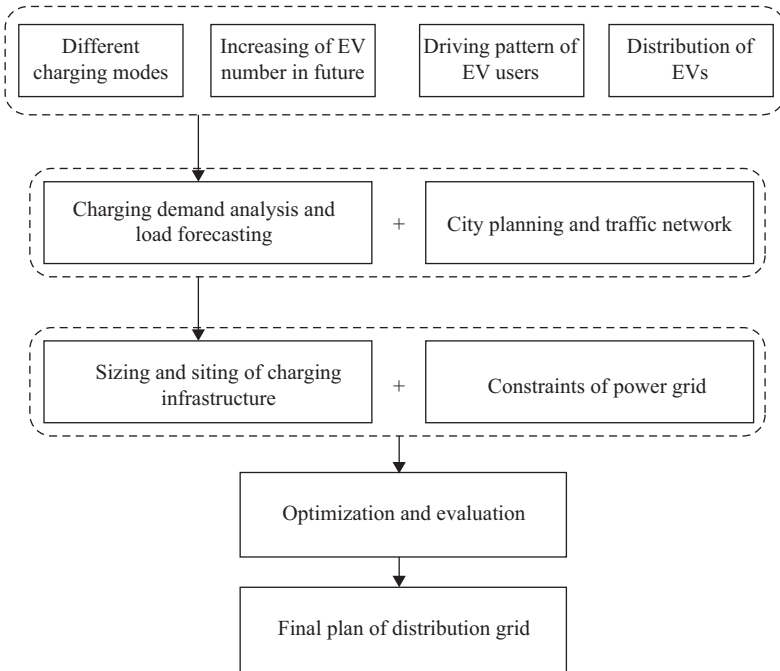 Different
charging modes
Increasing of EV
number in future
Driving pattern of
EV users
Distribution of
EVs
Charging demand analysis and
load forecasting
+
City planning and traffic network
Sizing and siting of charging
infrastructure
+
Constraints of power grid
Optimization and evaluation
Final plan of distribution grid